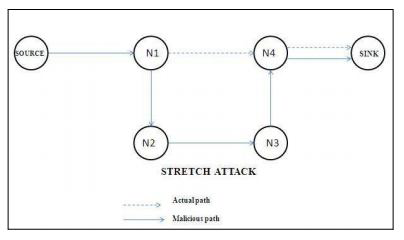 SOURCE
N1
N4
SINK
N2
N3
STRETCH ATTACK
Actual path
Malicious path